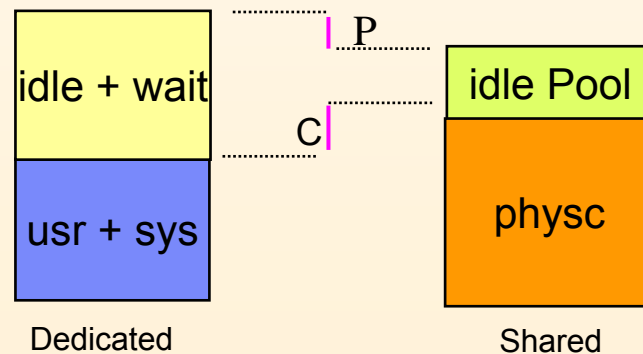 P
idle + wait
idle Pool
C
usr + sys
physc
Dedicated
Shared